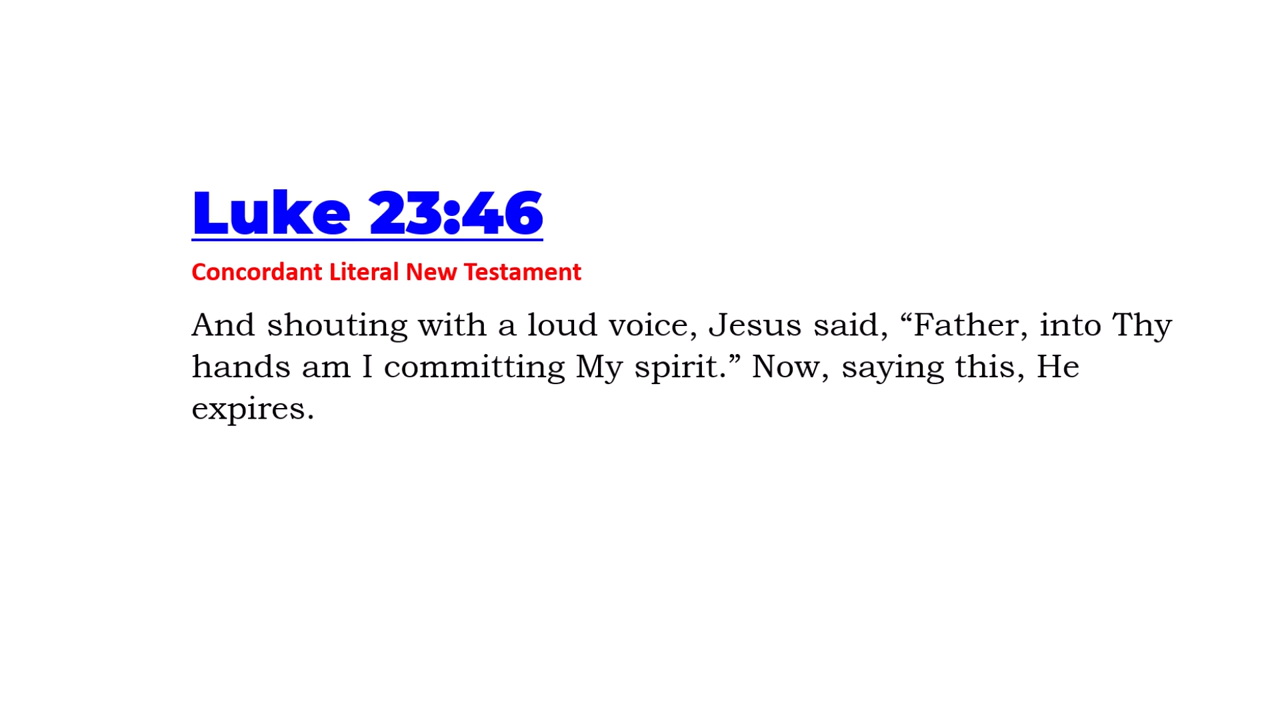 Luke 23:46
Concordant Literal New Testament
And shouting with a loud voice, Jesus said, “Father, into Thy
hands am I committing My spirit.” Now, saying this, He
expires.